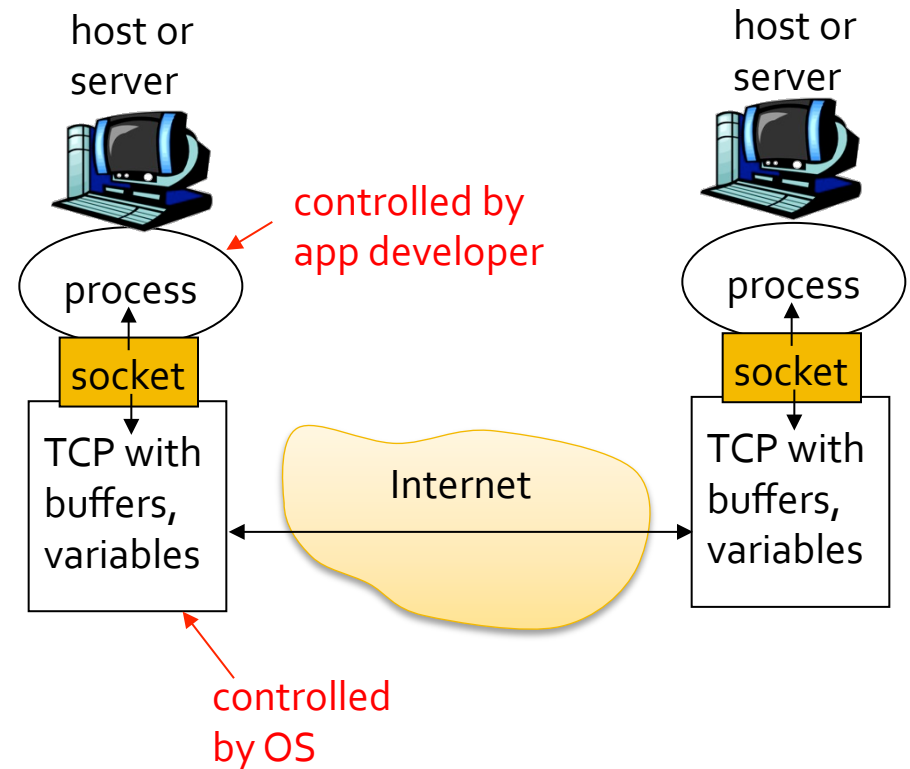 host or
server
host or
server
controlled by
app developer
process
process
socket
socket
TCP with
buffers,
variables
Internet
TCP with
buffers,
variables
controlled
by OS